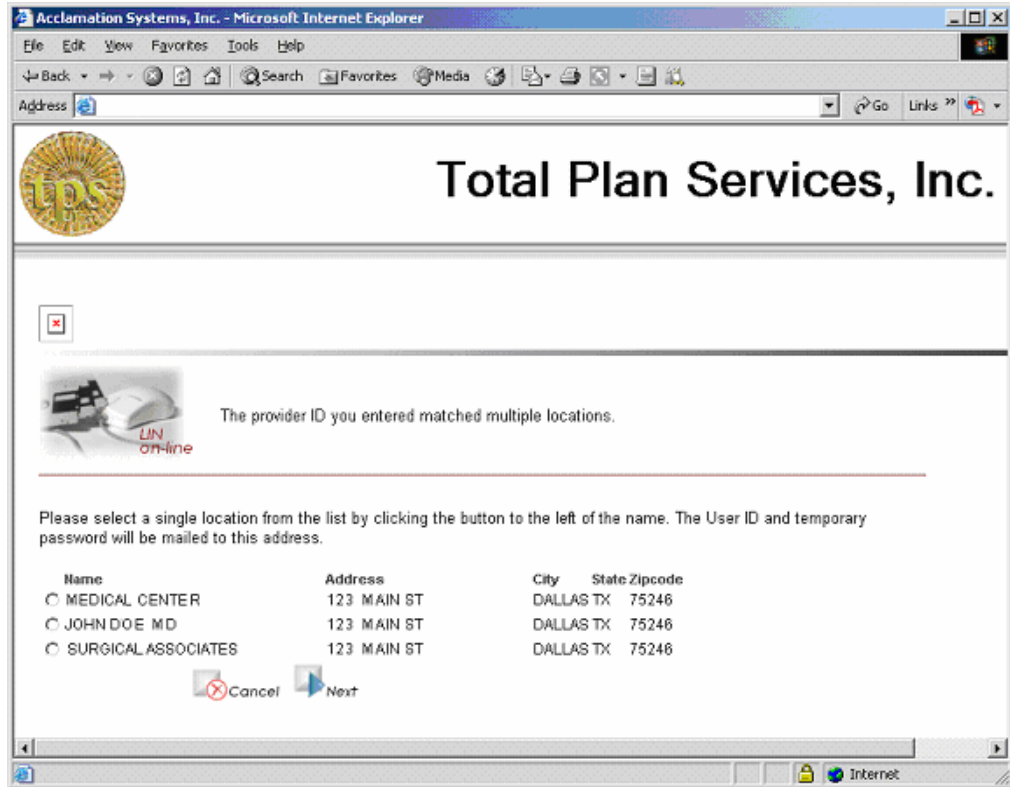 Acclamation Systems, Inc. - Microsoft Internet Explorer
File Edit View Favorites Tools Help
Back Search Favorites Media
Address Go Links »
tps
Total Plan Services, Inc.
The provider ID you entered matched multiple locations.
LIN
on-line
Please select a single location from the list by clicking the button to the left of the name. The User ID and temporary
password will be mailed to this address.
Name Address City State Zipcode
MEDICAL CENTER 123 MAIN ST DALLAS TX 75246
JOHN DOE MD 123 MAIN ST DALLAS TX 75246
SURGICAL ASSOCIATES 123 MAIN ST DALLAS TX 75246
Cancel Next
Internet